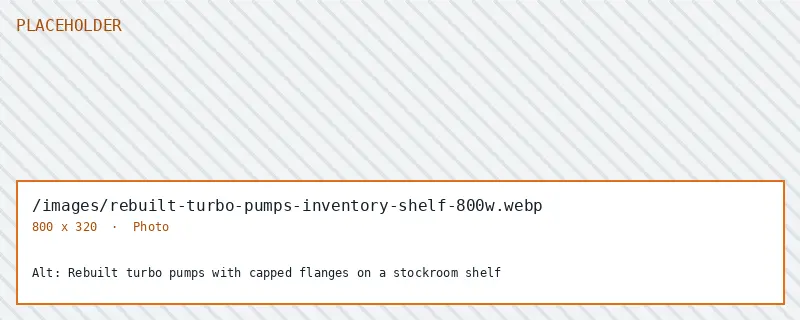 PLACEHOLDER
/images/rebuilt-turbo-pumps-inventory-shelf-800w.webp
800 x 320 · Photo
Alt: Rebuilt turbo pumps with capped flanges on a stockroom shelf